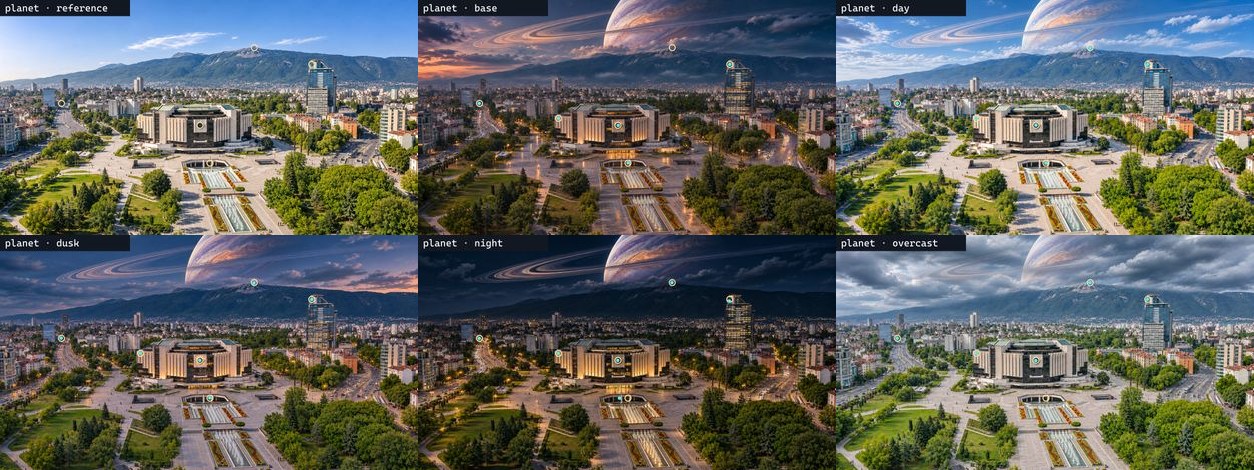 planet · reference
planet · base
planet · day
planet · dusk
planet · night
planet · overcast